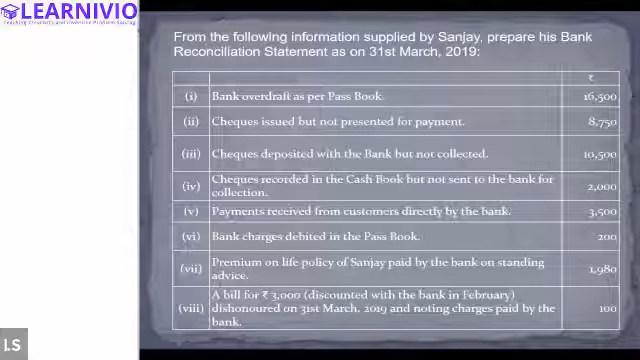 LEARNIVIO
Teaching Creativity and Inventive Problem Solving
From the following information supplied by Sanjay, prepare his Bank
Reconciliation Statement as on 31st March, 2019:
₹
(i) Bank overdraft as per Pass Book. 16,500
(ii) Cheques issued but not presented for payment. 8,750
(iii) Cheques deposited with the Bank but not collected. 10,500
(iv) Cheques recorded in the Cash Book but not sent to the bank for
collection. 2,000
(v) Payments received from customers directly by the bank. 3,500
(vi) Bank charges debited in the Pass Book. 200
(vii) Premium on life policy of Sanjay paid by the bank on standing
advice. 1,980
(viii) A bill for ₹ 3,000 (discounted with the bank in February)
dishonoured on 31st March, 2019 and noting charges paid by the
bank. 100
LS